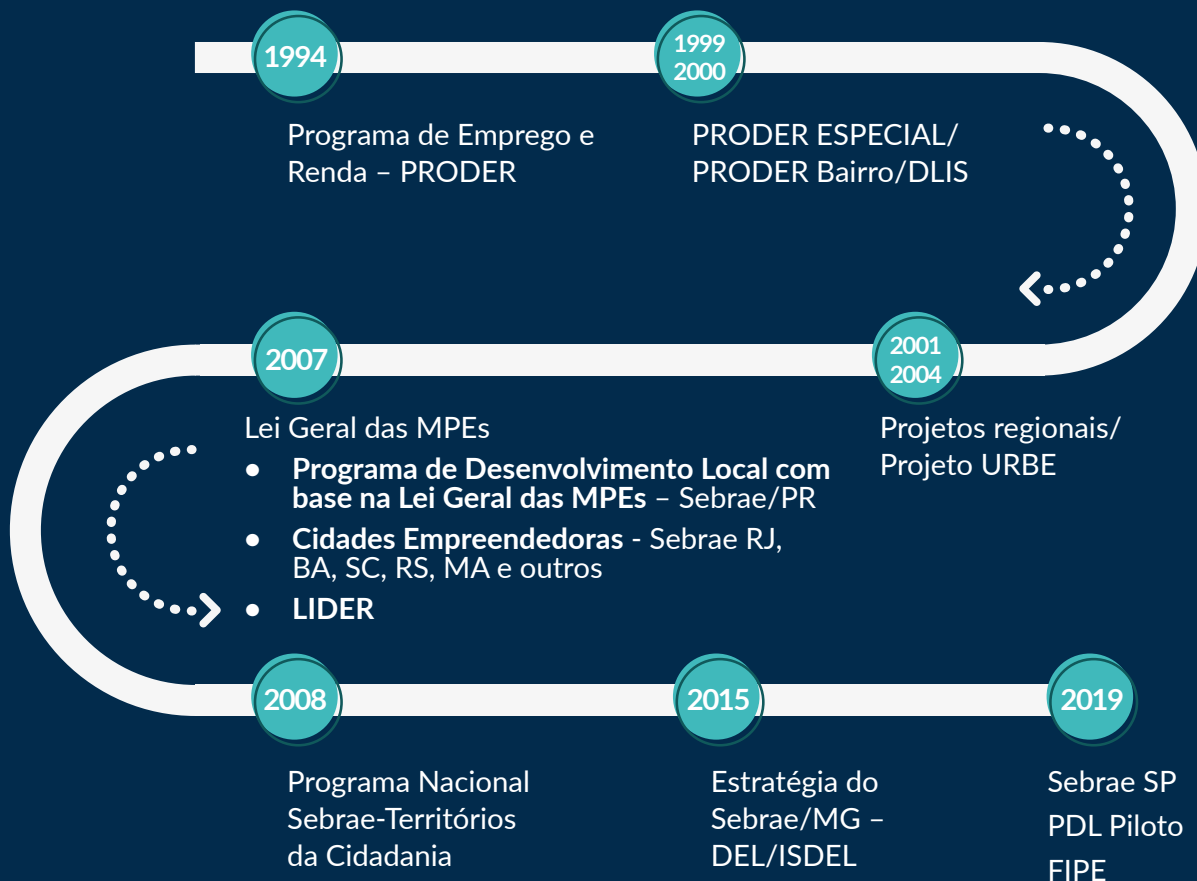 1994
Programa de Emprego e
Renda – PRODER
1999
2000
PRODER ESPECIAL/
PRODER Bairro/DLIS
2001
2004
Projetos regionais/
Projeto URBE
2007
Lei Geral das MPEs
● Programa de Desenvolvimento Local com
base na Lei Geral das MPEs – Sebrae/PR
● Cidades Empreendedoras - Sebrae RJ,
BA, SC, RS, MA e outros
● LIDER
2008
Programa Nacional
Sebrae-Territórios
da Cidadania
2015
Estratégia do
Sebrae/MG –
DEL/ISDEL
2019
Sebrae SP
PDL Piloto
FIPE